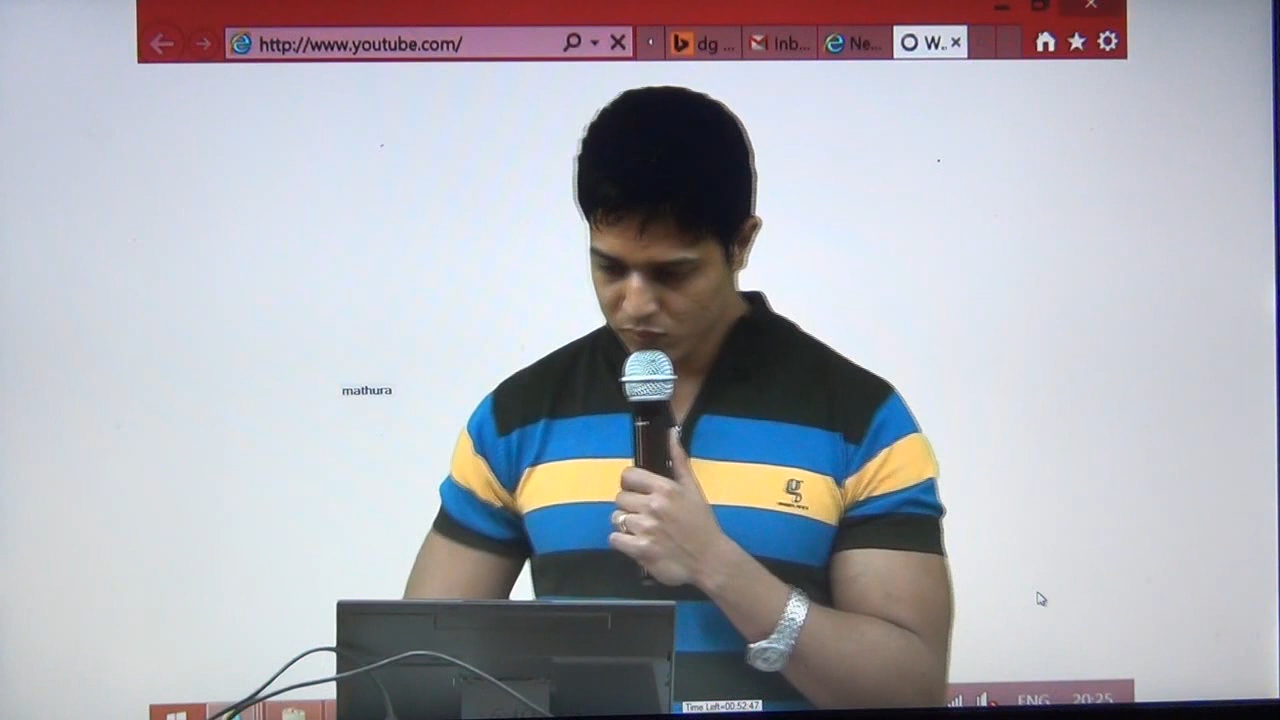 http://www.youtube.com/
dg ...
Inb...
Ne...
W...
mathura
g
Time Left=00:52:47
ENG
20:25